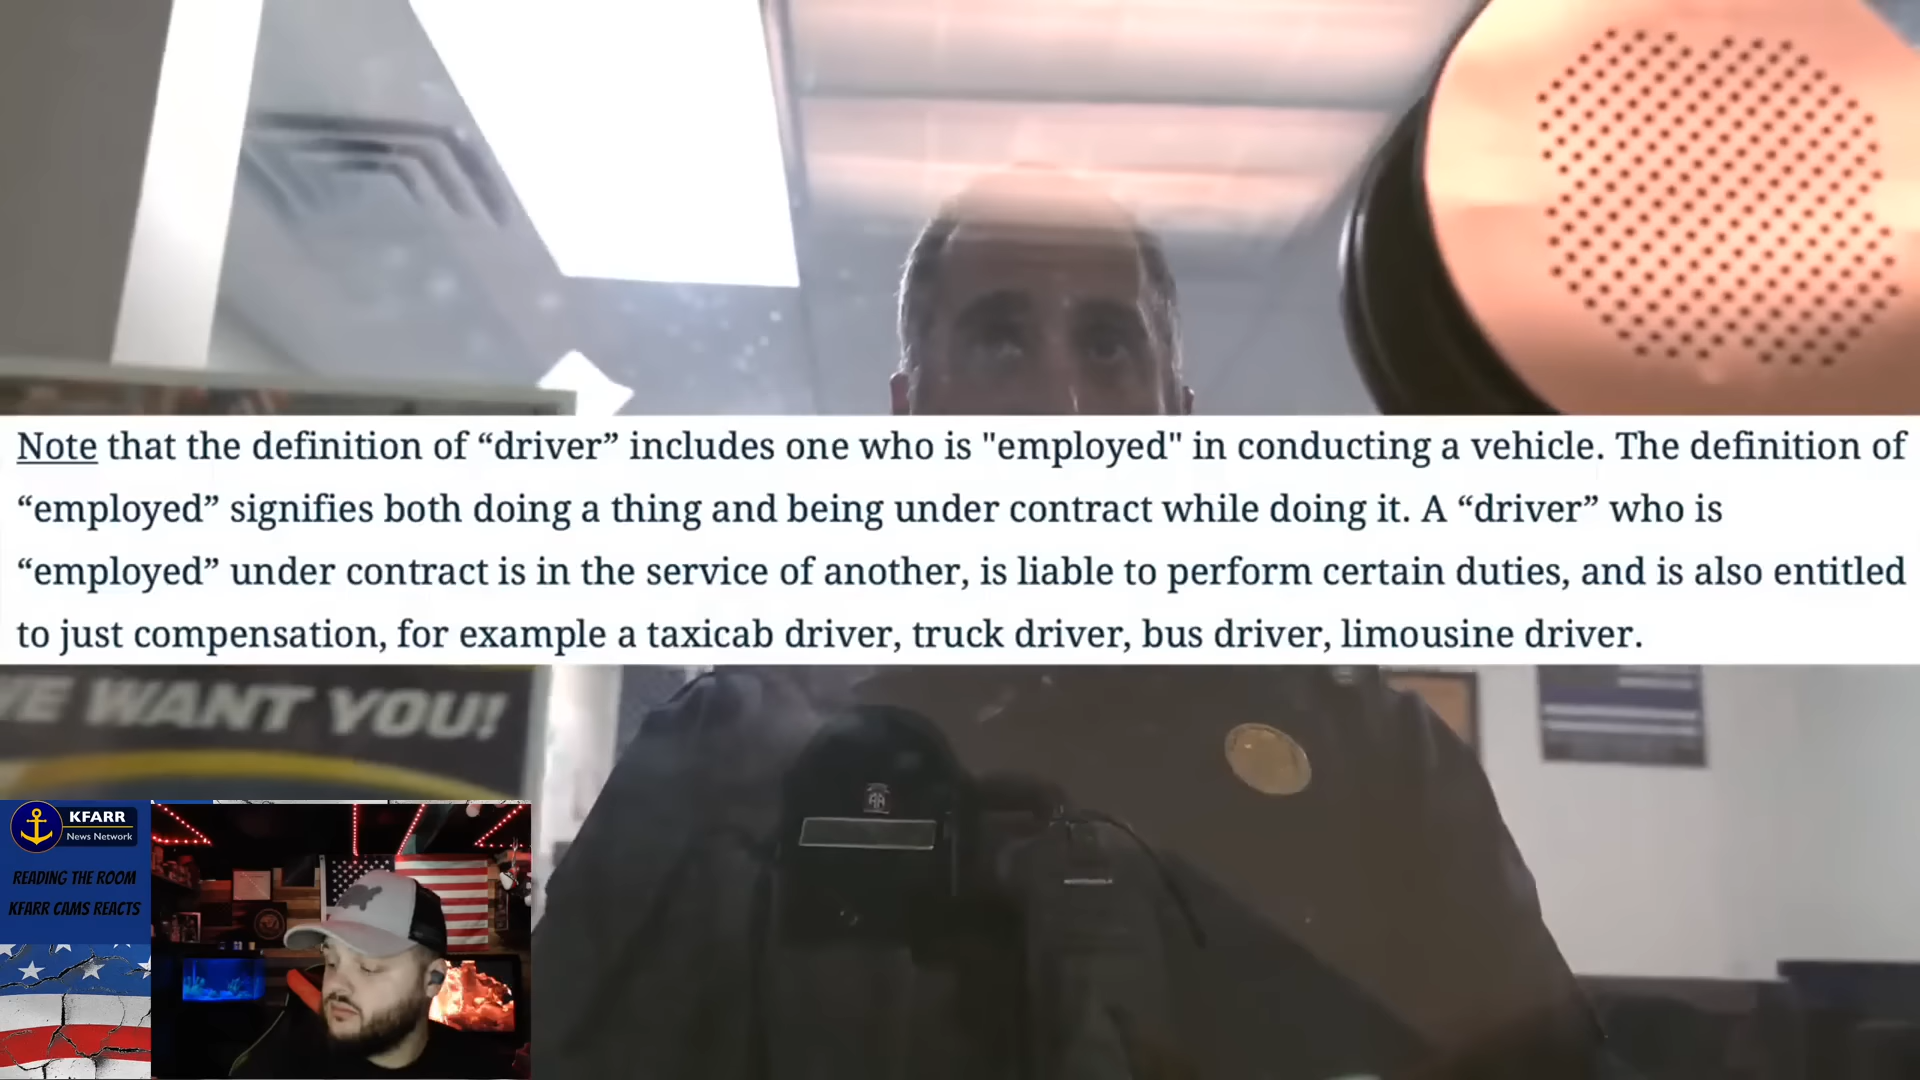 Note that the definition of “driver” includes one who is "employed" in conducting a vehicle. The definition of
“employed” signifies both doing a thing and being under contract while doing it. A “driver” who is
“employed” under contract is in the service of another, is liable to perform certain duties, and is also entitled
to just compensation, for example a taxicab driver, truck driver, bus driver, limousine driver.
WE WANT YOU!
KFARR
News Network
READING THE ROOM
KFARR CAMS REACTS